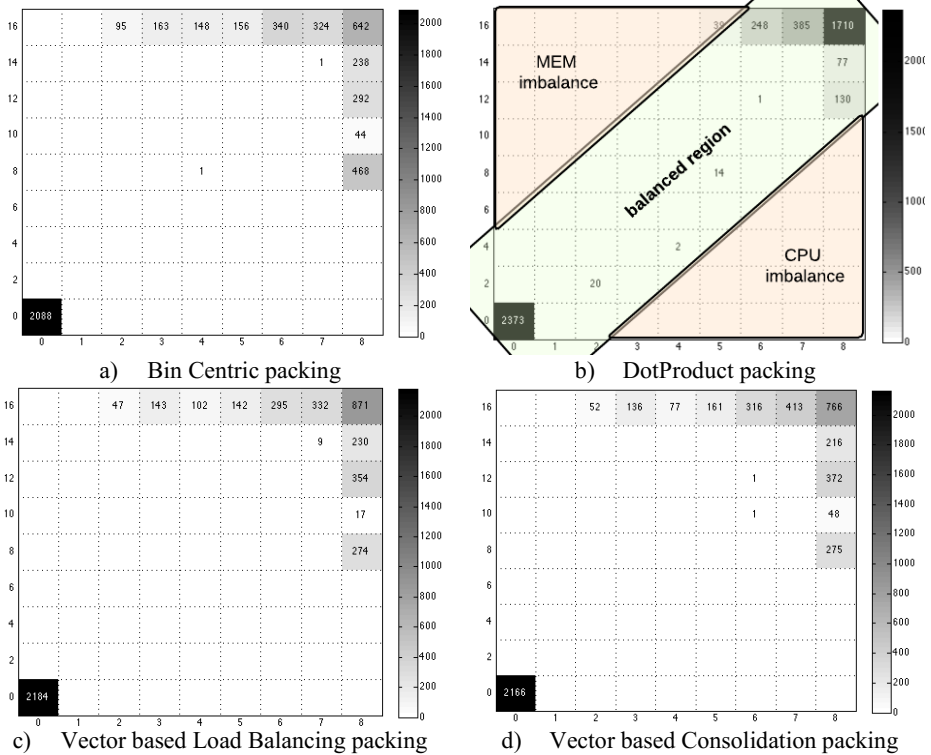 16 95 163 148 156 340 324 642
14 1 238
12 292
10 44
8 1 468
6
4
2
0 2088
0 1 2 3 4 5 6 7 8
2000
1800
1600
1400
1200
1000
800
600
400
200
0
a) Bin Centric packing
16 248 385 1710
14 77
12 1 130
10
8 14
6
4 2
2 20
0 2373
0 1 2 3 4 5 6 7 8
MEM
imbalance
balanced region
CPU
imbalance
2000
1500
1000
500
0
b) DotProduct packing
16 47 143 102 142 295 332 871
14 9 230
12 354
10 17
8 274
6
4
2
0 2184
0 1 2 3 4 5 6 7 8
2000
1800
1600
1400
1200
1000
800
600
400
200
0
c) Vector based Load Balancing packing
16 52 136 77 161 316 413 766
14 216
12 1 372
10 1 48
8 275
6
4
2
0 2166
0 1 2 3 4 5 6 7 8
2000
1800
1600
1400
1200
1000
800
600
400
200
0
d) Vector based Consolidation packing